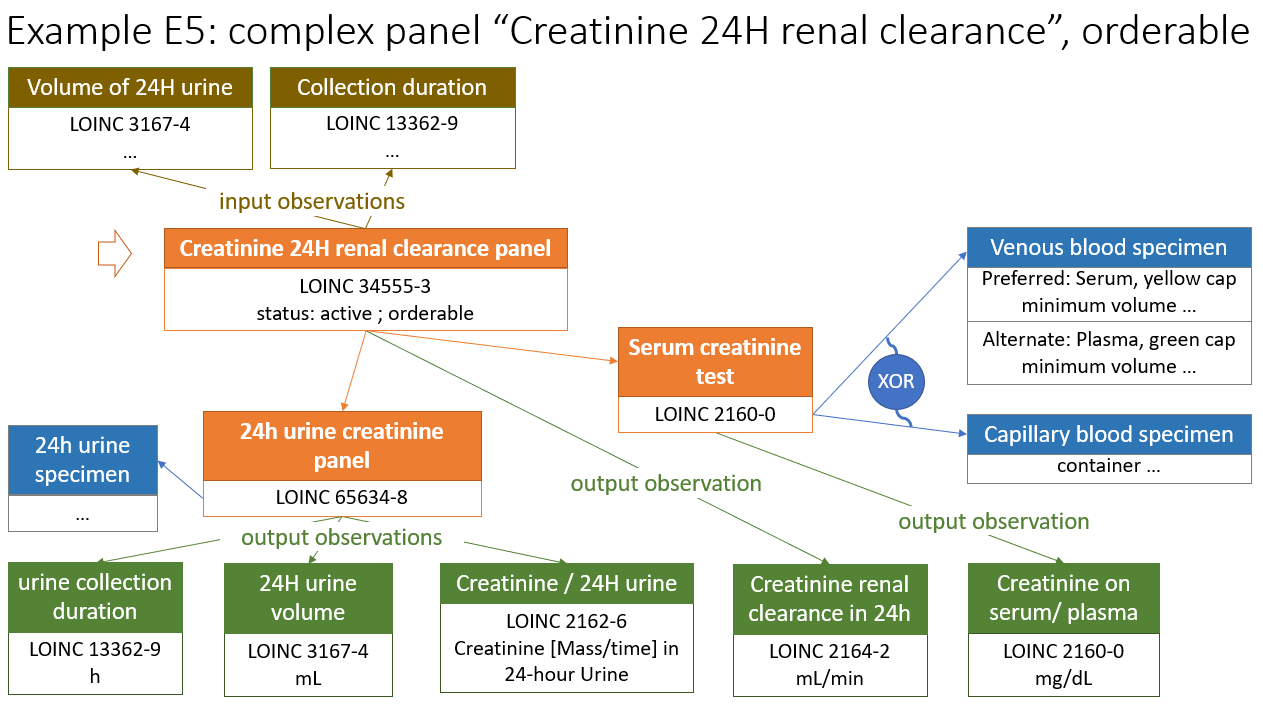 Example E5: complex panel “Creatinine 24H renal clearance”, orderable
Volume of 24H urine
LOINC 3167-4
...
Collection duration
LOINC 13362-9
...
input observations
Creatinine 24H renal clearance panel
LOINC 34555-3
status: active ; orderable
Serum creatinine
test
LOINC 2160-0
XOR
Venous blood specimen
Preferred: Serum, yellow cap
minimum volume ...
Alternate: Plasma, green cap
minimum volume ...
Capillary blood specimen
container ...
24h urine
specimen
...
24h urine creatinine
panel
LOINC 65634-8
output observations
output observation
output observation
urine collection
duration
LOINC 13362-9
h
24H urine
volume
LOINC 3167-4
mL
Creatinine / 24H urine
LOINC 2162-6
Creatinine [Mass/time] in
24-hour Urine
Creatinine renal
clearance in 24h
LOINC 2164-2
mL/min
Creatinine on
serum/ plasma
LOINC 2160-0
mg/dL